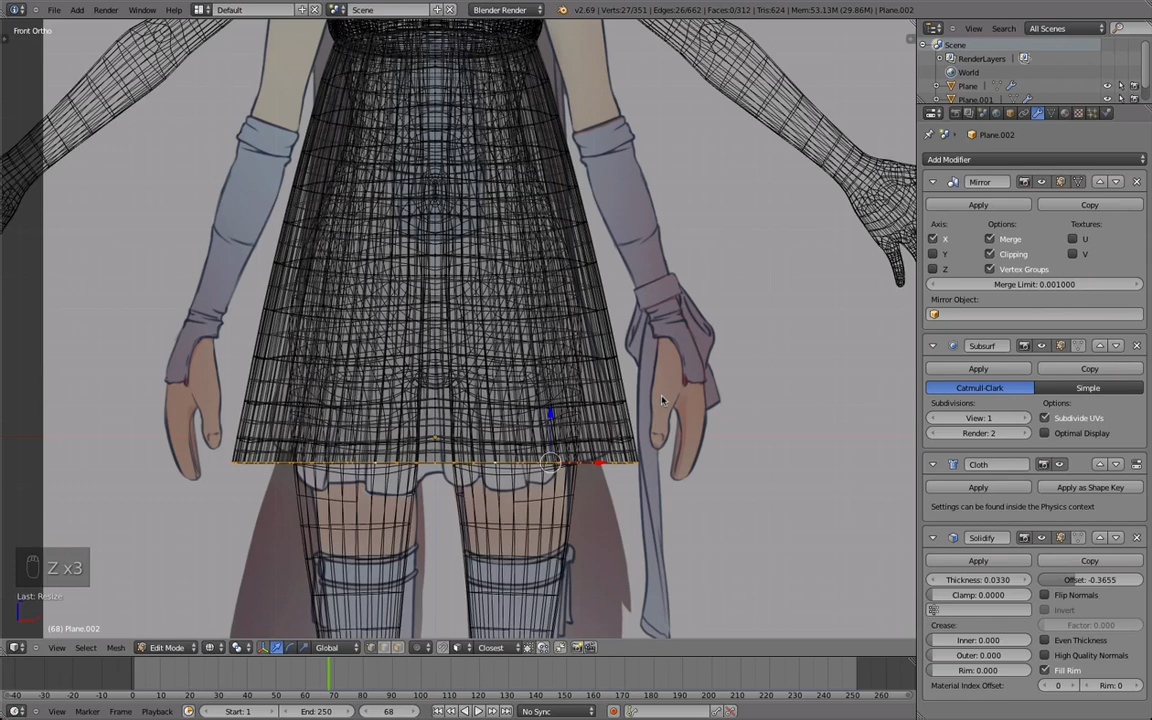 File Add Render Window Help Default Scene Blender Render v2.69 | Verts:27/351 | Edges:26/662 | Faces:0/312 | Tris:624 | Mem:53.13M (29.86M) | Plane.002
Front Ortho
View Search All Scenes
Scene
RenderLayers
World
Plane
Plane.001
Plane.002
Add Modifier
Mirror
Apply Copy
Axis: Options: Textures:
X Merge U
Y Clipping V
Z Vertex Groups
Merge Limit: 0.001000
Mirror Object:
Subsurf
Apply Copy
Catmull-Clark Simple
Subdivisions: Options:
View: 1 Subdivide UVs
Render: 2 Optimal Display
Cloth
Apply Apply as Shape Key
Settings can be found inside the Physics context
Solidify
Apply Copy
Thickness: 0.0330 Offset: -0.3655
Clamp: 0.0000 Flip Normals
Invert
Crease: Factor: 0.000
Inner: 0.000 Even Thickness
Outer: 0.000 High Quality Normals
Rim: 0.000 Fill Rim
Material Index Offset: 0 Rim: 0
Z x3
Last: Resize
(68) Plane.002
View Select Mesh Edit Mode Global Closest
-40 -30 -20 -10 0 10 20 30 40 50 60 70 80 90 100 110 120 130 140 150 160 170 180 190 200 210 220 230 240 250 260
View Marker Frame Playback Start: 1 End: 250 68 No Sync